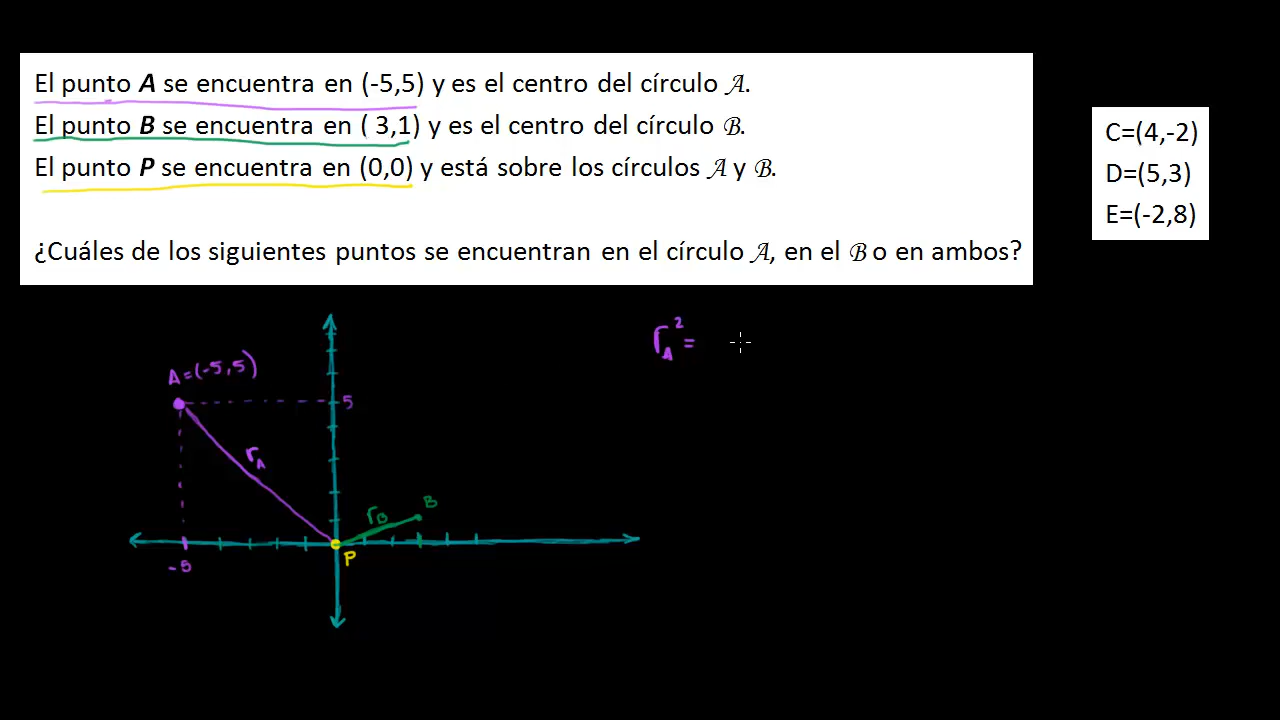 El punto A se encuentra en (-5,5) y es el centro del círculo 𝒜.
El punto B se encuentra en ( 3,1) y es el centro del círculo ℬ.
El punto P se encuentra en (0,0) y está sobre los círculos 𝒜 y ℬ.
¿Cuáles de los siguientes puntos se encuentran en el círculo 𝒜, en el ℬ o en ambos?
C=(4,-2)
D=(5,3)
E=(-2,8)
r_A² =
A=(-5,5)
5
r_A
B
r_B
P
-5